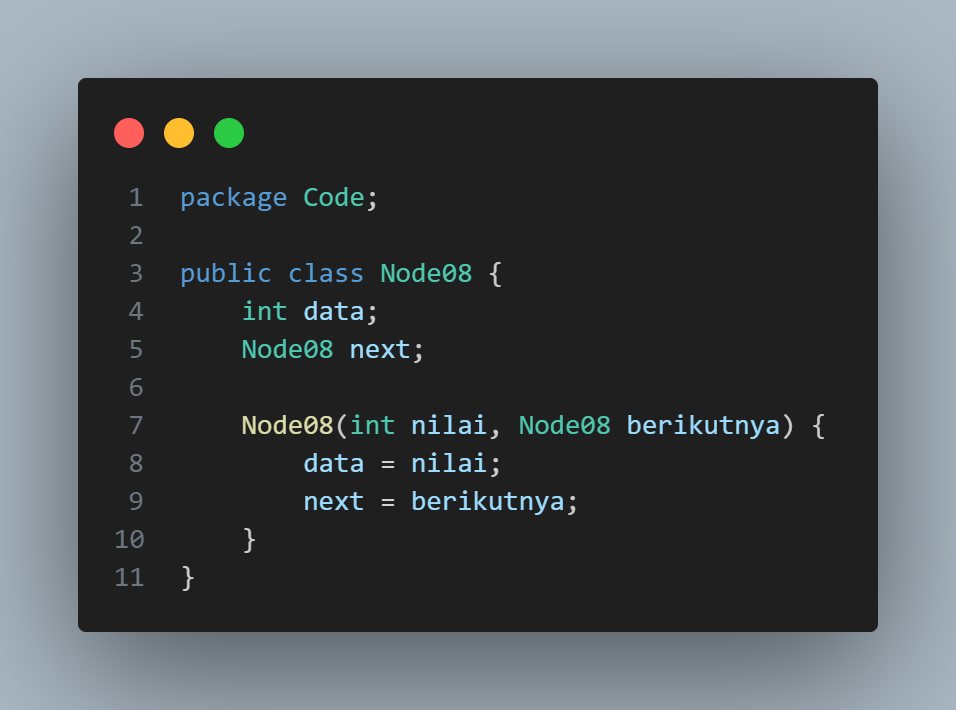 1 package Code;
2
3 public class Node08 {
4     int data;
5     Node08 next;
6
7     Node08(int nilai, Node08 berikutnya) {
8         data = nilai;
9         next = berikutnya;
10     }
11 }